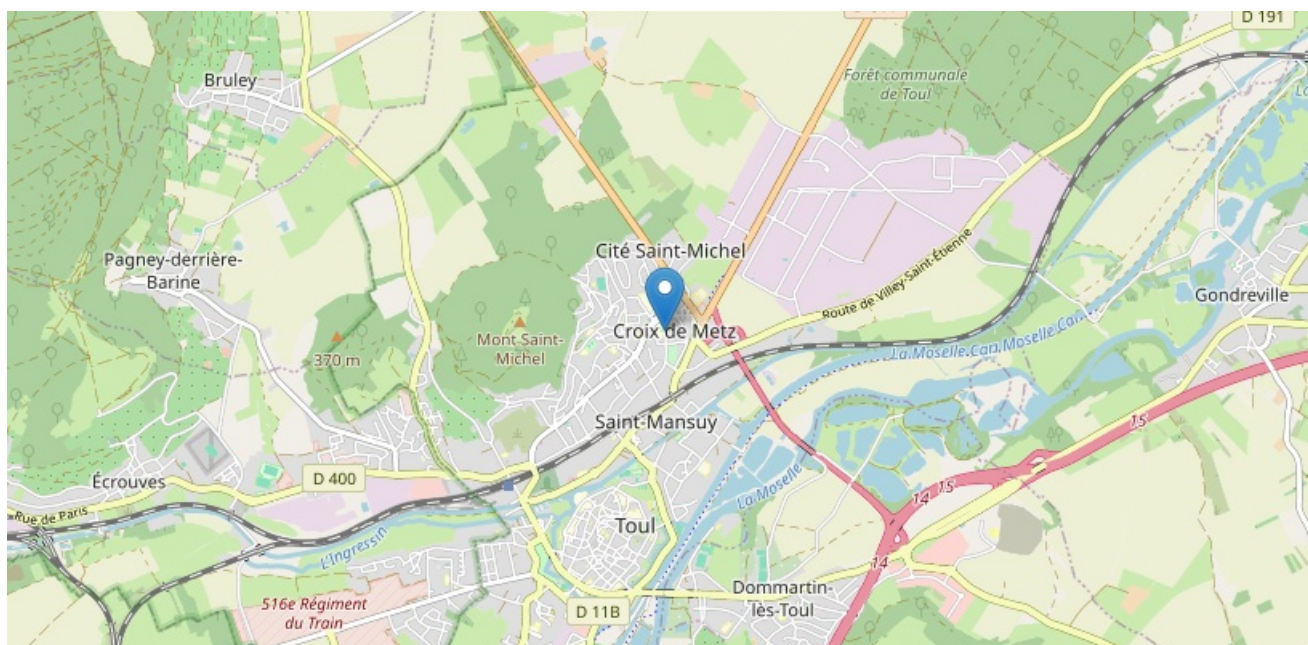 D 191
Bruley
Forêt communale
de Toul
Cité Saint-Michel
Pagney-derrière-
Barine
Gondreville
Route de Villey-Saint-Étienne
Croix de Metz
370 m
Mont Saint-
Michel
La Moselle Can
Moselle Can
Saint-Mansuy
15
D 400
Écrouves
14
15
La Moselle
Rue de Paris
Toul
L'Ingressin
14
Dommartin-
lès-Toul
516e Régiment
du Train
D 11B